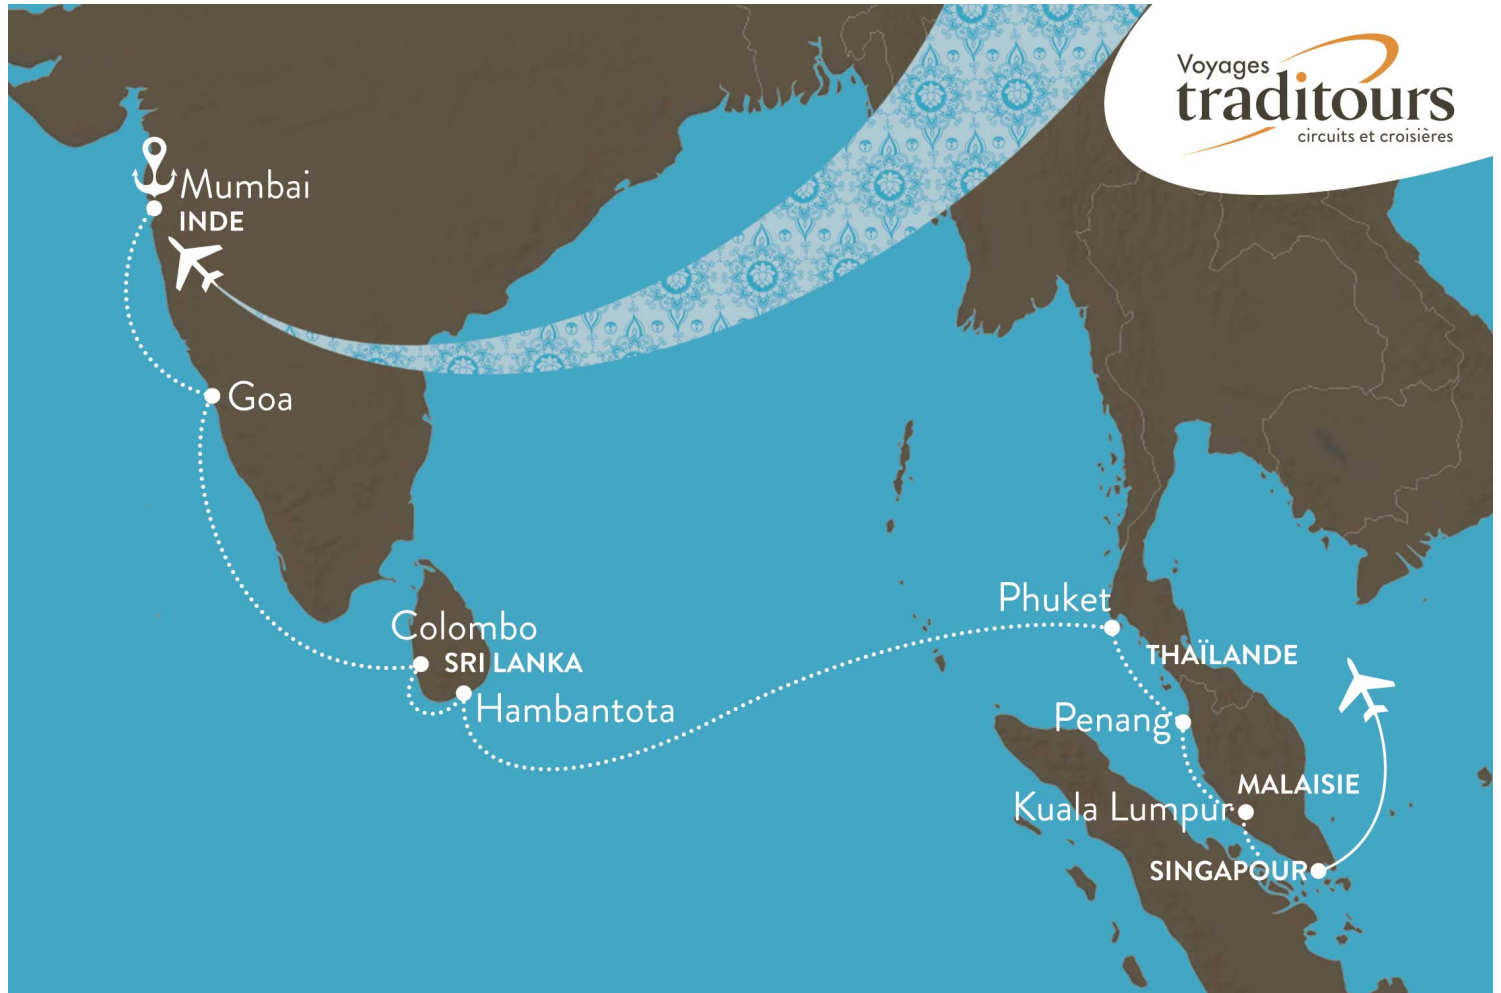 Voyages
traditours
circuits et croisières
Mumbai
INDE
Goa
Colombo
SRI LANKA
Hambantota
Phuket
THAÏLANDE
Penang
MALAISIE
Kuala Lumpur
SINGAPOUR